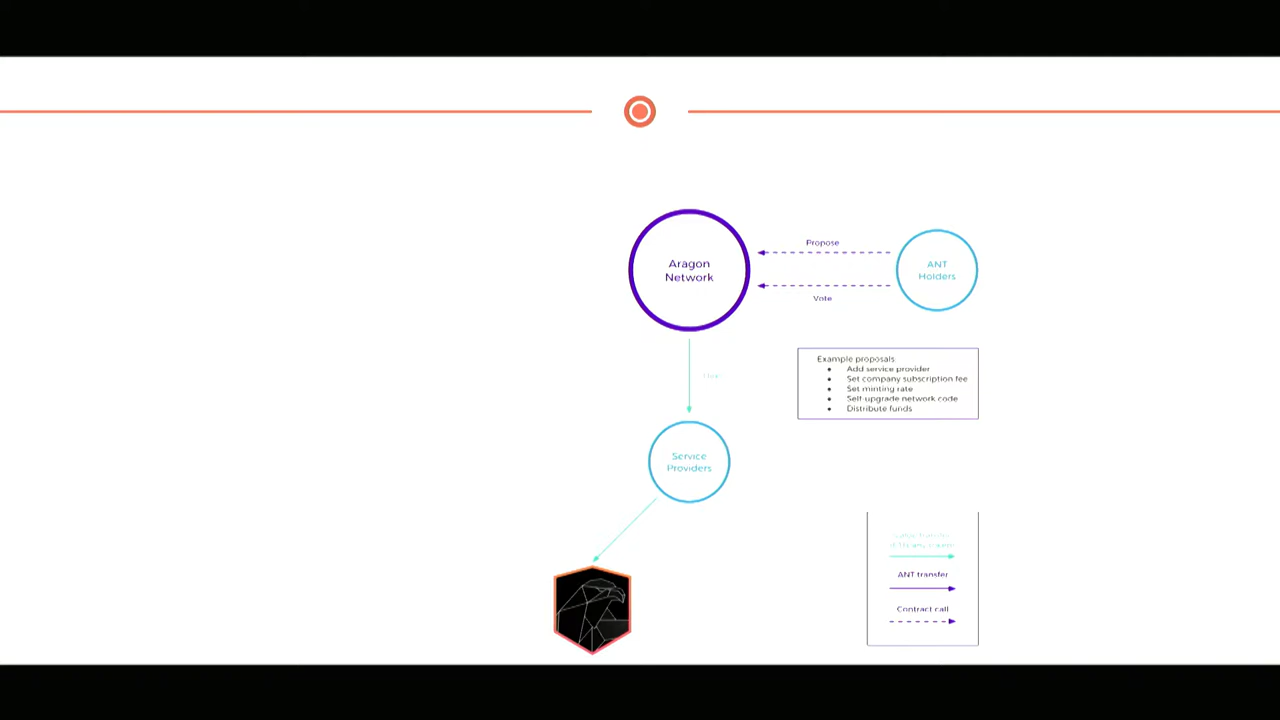 Propose
Aragon
Network
ANT
Holders
Vote
Example proposals
● Add service provider
● Set company subscription fee
● Set minting rate
● Self-upgrade network code
● Distribute funds
Service
Providers
ANT transfer
Contract call